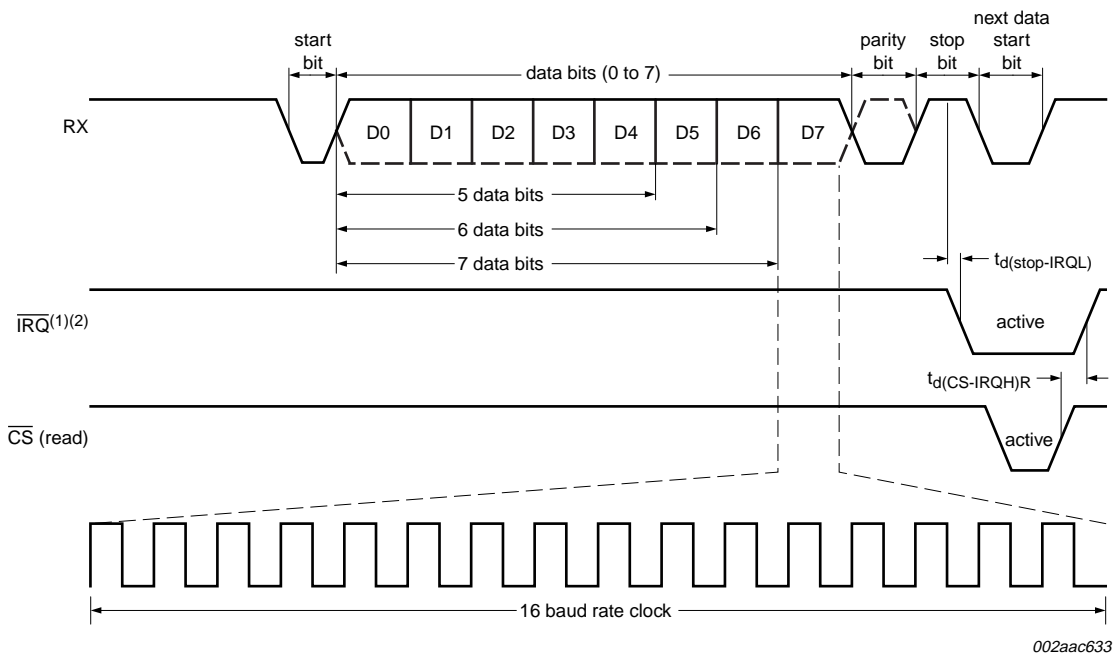 start
bit
data bits (0 to 7)
parity
bit
stop
bit
next data
start
bit
RX
D0 D1 D2 D3 D4 D5 D6 D7
5 data bits
6 data bits
7 data bits
td(stop-IRQL)
IRQ(1)(2)
active
td(CS-IRQH)R
CS (read)
active
16 baud rate clock
002aac633